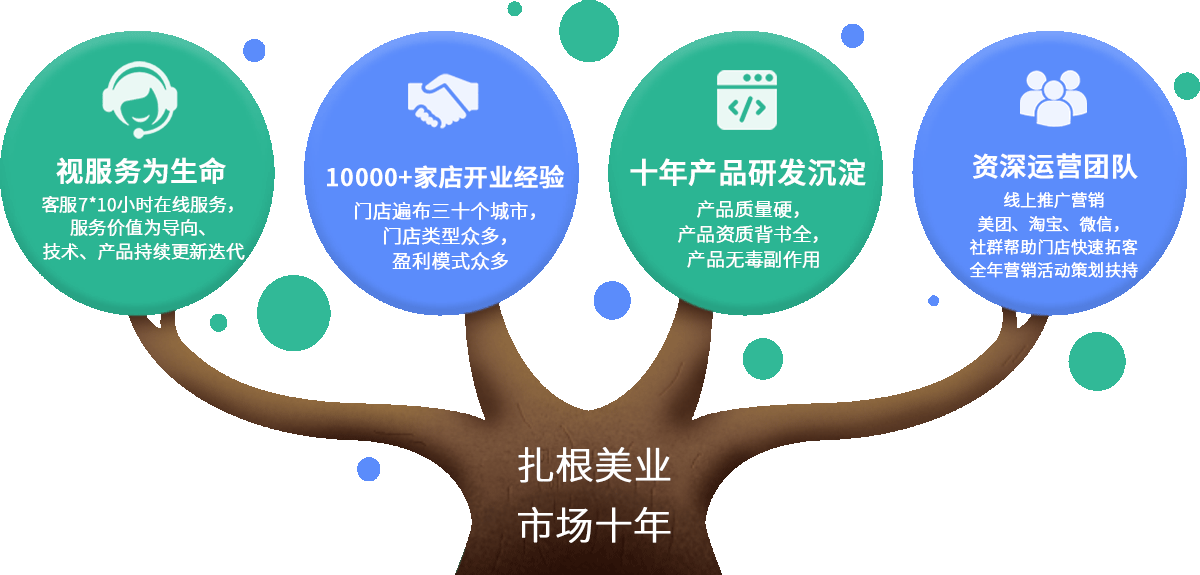 视服务为生命
客服7*10小时在线服务，
服务价值为导向、
技术、产品持续更新迭代
10000+家店开业经验
门店遍布三十个城市，
门店类型众多，
盈利模式众多
十年产品研发沉淀
产品质量硬，
产品资质背书全，
产品无毒副作用
资深运营团队
线上推广营销
美团、淘宝、微信，
社群帮助门店快速拓客
全年营销活动策划扶持
扎根美业
市场十年